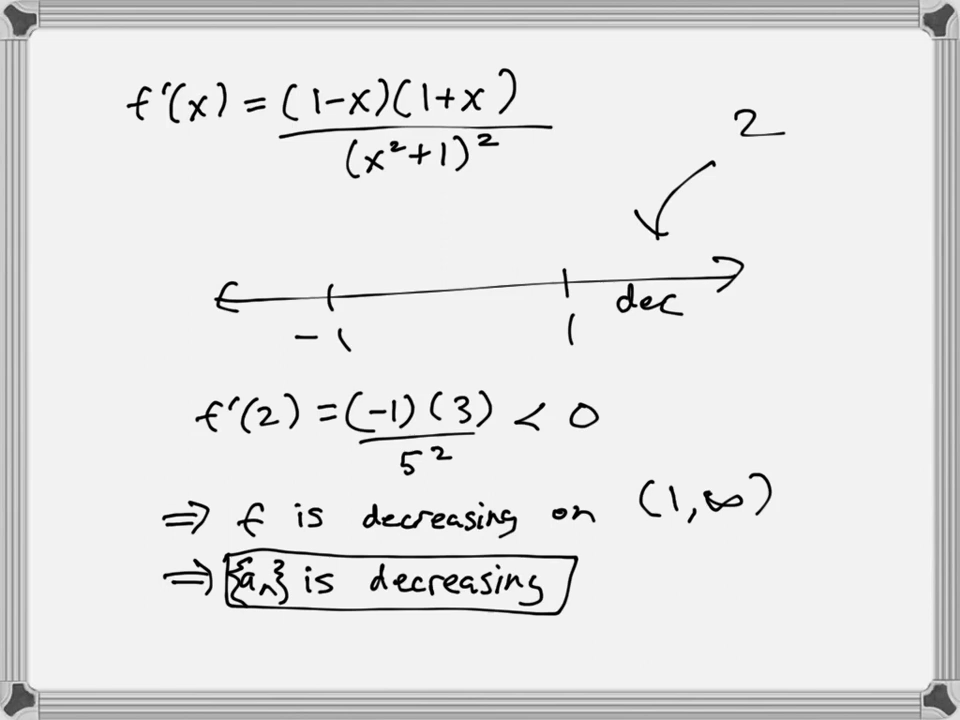 f'(x) = (1-x)(1+x) / (x²+1)²
2
-1 1 dec
f'(2) = (-1)(3) / 5² < 0
⇒ f is decreasing on (1,∞)
⇒ {aₙ} is decreasing